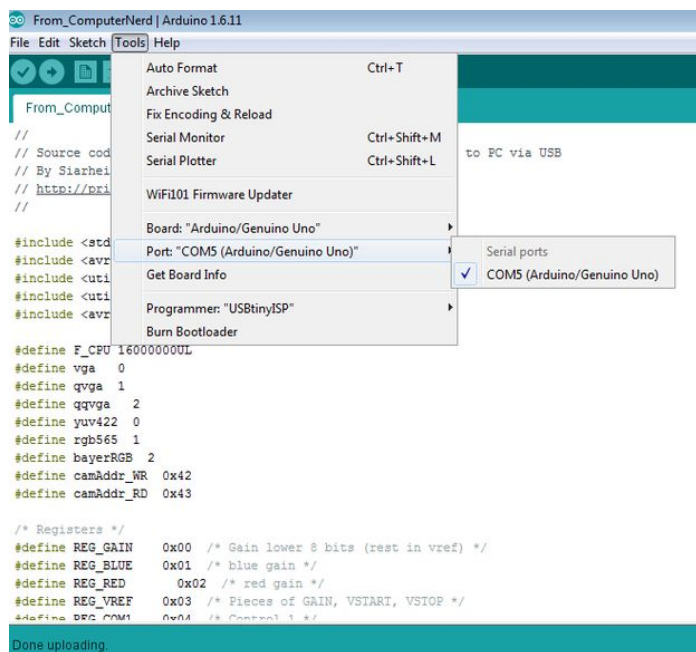 From_ComputerNerd | Arduino 1.6.11
File Edit Sketch Tools Help
Auto Format Ctrl+T
Archive Sketch
From_Comput
Fix Encoding & Reload
//
Serial Monitor Ctrl+Shift+M
// Source cod to PC via USB
Serial Plotter Ctrl+Shift+L
// By Siarhei
// http://pri
WiFi101 Firmware Updater
//
Board: "Arduino/Genuino Uno"
#include <std
Port: "COM5 (Arduino/Genuino Uno)" Serial ports
#include <avr
Get Board Info COM5 (Arduino/Genuino Uno)
#include <uti
#include <uti
Programmer: "USBtinyISP"
#include <avr
Burn Bootloader
#define F_CPU 16000000UL
#define vga 0
#define qvga 1
#define qqvga 2
#define yuv422 0
#define rgb565 1
#define bayerRGB 2
#define camAddr_WR 0x42
#define camAddr_RD 0x43
/* Registers */
#define REG_GAIN 0x00 /* Gain lower 8 bits (rest in vref) */
#define REG_BLUE 0x01 /* blue gain */
#define REG_RED 0x02 /* red gain */
#define REG_VREF 0x03 /* Pieces of GAIN, VSTART, VSTOP */
#define REG_COM1 0x04 /* Control 1 */
Done uploading.